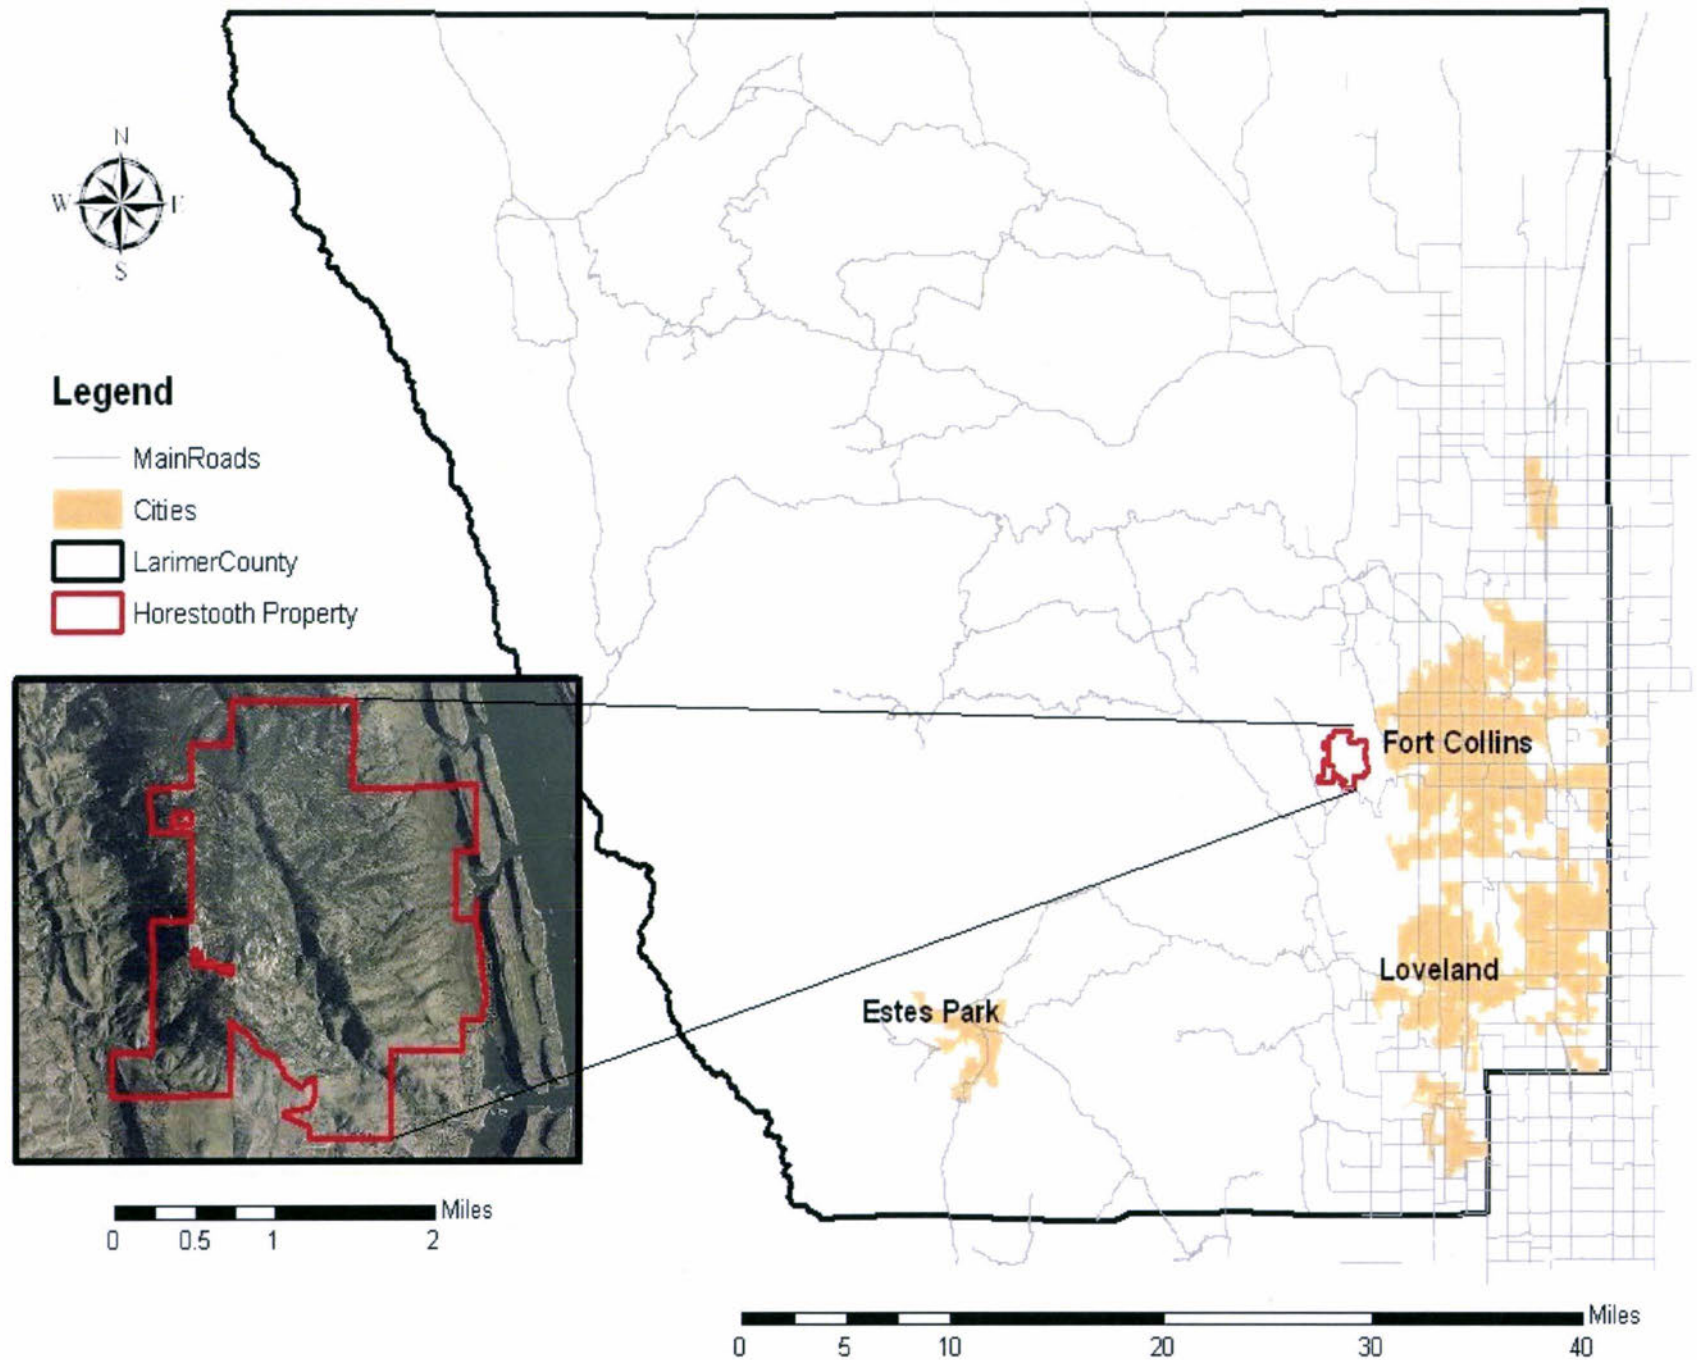 N
W E
S
Legend
MainRoads
Cities
LarimerCounty
Horestooth Property
Fort Collins
Loveland
Estes Park
Miles
0 0.5 1 2
Miles
0 5 10 20 30 40